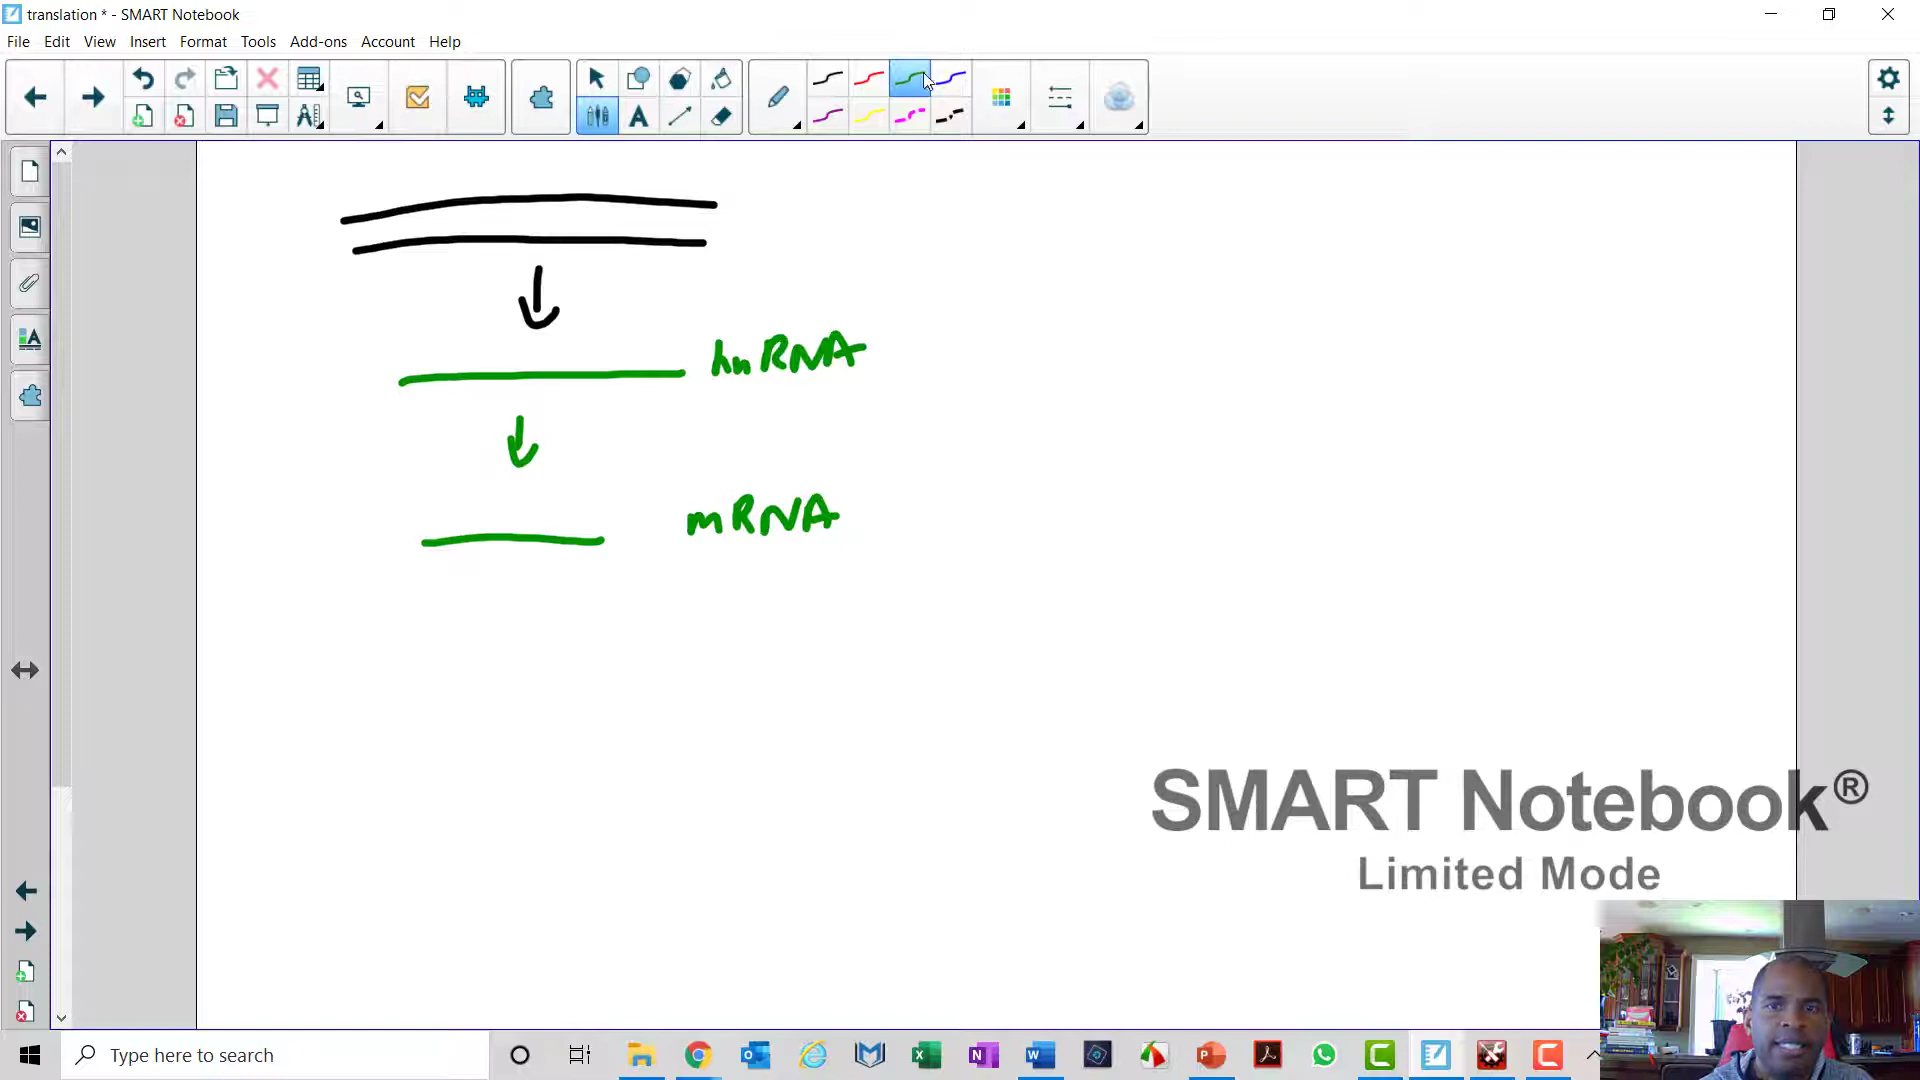 translation * - SMART Notebook
File Edit View Insert Format Tools Add-ons Account Help
hnRNA
mRNA
SMART Notebook®
Limited Mode
Type here to search